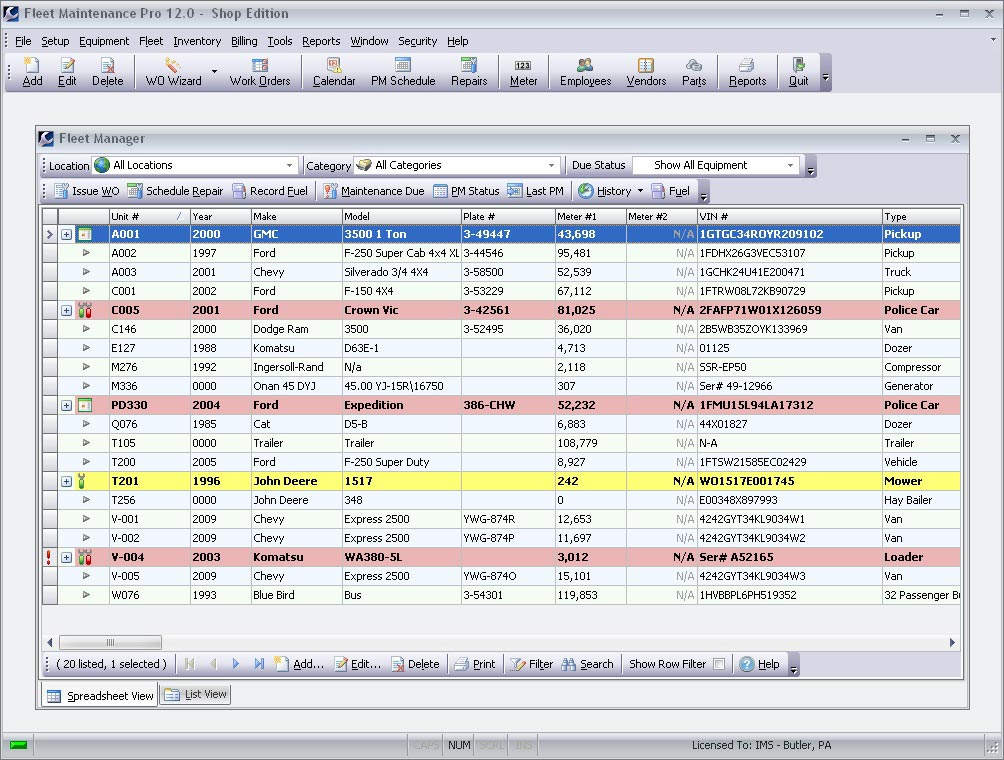 Fleet Maintenance Pro 12.0 - Shop Edition
File Setup Equipment Fleet Inventory Billing Tools Reports Window Security Help
Add Edit Delete WO Wizard Work Orders Calendar PM Schedule Repairs Meter Employees Vendors Parts Reports Quit
Fleet Manager
Location All Locations Category All Categories Due Status Show All Equipment
Issue WO Schedule Repair Record Fuel Maintenance Due PM Status Last PM History Fuel
Unit # Year Make Model Plate # Meter #1 Meter #2 VIN # Type
A001 2000 GMC 3500 1 Ton 3-49447 43,698 N/A 1GTGC34ROYR209102 Pickup
A002 1997 Ford F-250 Super Cab 4x4 XL 3-44546 95,481 N/A 1FDHX26G3VEC53107 Pickup
A003 2001 Chevy Silverado 3/4 4X4 3-58500 52,539 N/A 1GCHK24U41E200471 Truck
C001 2002 Ford F-150 4X4 3-53229 67,112 N/A 1FTRW08L72KB90729 Pickup
C005 2001 Ford Crown Vic 3-42561 81,025 N/A 2FAFP71W01X126059 Police Car
C146 2000 Dodge Ram 3500 3-52495 36,020 N/A 2B5WB35ZOYK133969 Van
E127 1988 Komatsu D63E-1 4,713 N/A 01125 Dozer
M276 1992 Ingersoll-Rand N/a 2,118 N/A SSR-EP50 Compressor
M336 0000 Onan 45 DYJ 45.00 YJ-15R\16750 307 N/A Ser# 49-12966 Generator
PD330 2004 Ford Expedition 386-CHW 52,232 N/A 1FMU15L94LA17312 Police Car
Q076 1985 Cat D5-B 6,883 N/A 44X01827 Dozer
T105 0000 Trailer Trailer 108,779 N/A N-A Trailer
T200 2005 Ford F-250 Super Duty 8,927 N/A 1FTSW21585EC02429 Vehicle
T201 1996 John Deere 1517 242 N/A WO1517E001745 Mower
T256 0000 John Deere 348 0 N/A E00348X897993 Hay Bailer
V-001 2009 Chevy Express 2500 YWG-874R 12,653 N/A 4242GYT34KL9034W1 Van
V-002 2009 Chevy Express 2500 YWG-874P 11,697 N/A 4242GYT34KL9034W2 Van
V-004 2003 Komatsu WA380-5L 3,012 N/A Ser# A52165 Loader
V-005 2009 Chevy Express 2500 YWG-874O 15,101 N/A 4242GYT34KL9034W3 Van
W076 1993 Blue Bird Bus 3-54301 119,853 N/A 1HVBBPL6PH519352 32 Passenger Bu
( 20 listed, 1 selected ) Add... Edit... Delete Print Filter Search Show Row Filter Help
Spreadsheet View List View
CAPS NUM SCRL INS Licensed To: IMS - Butler, PA